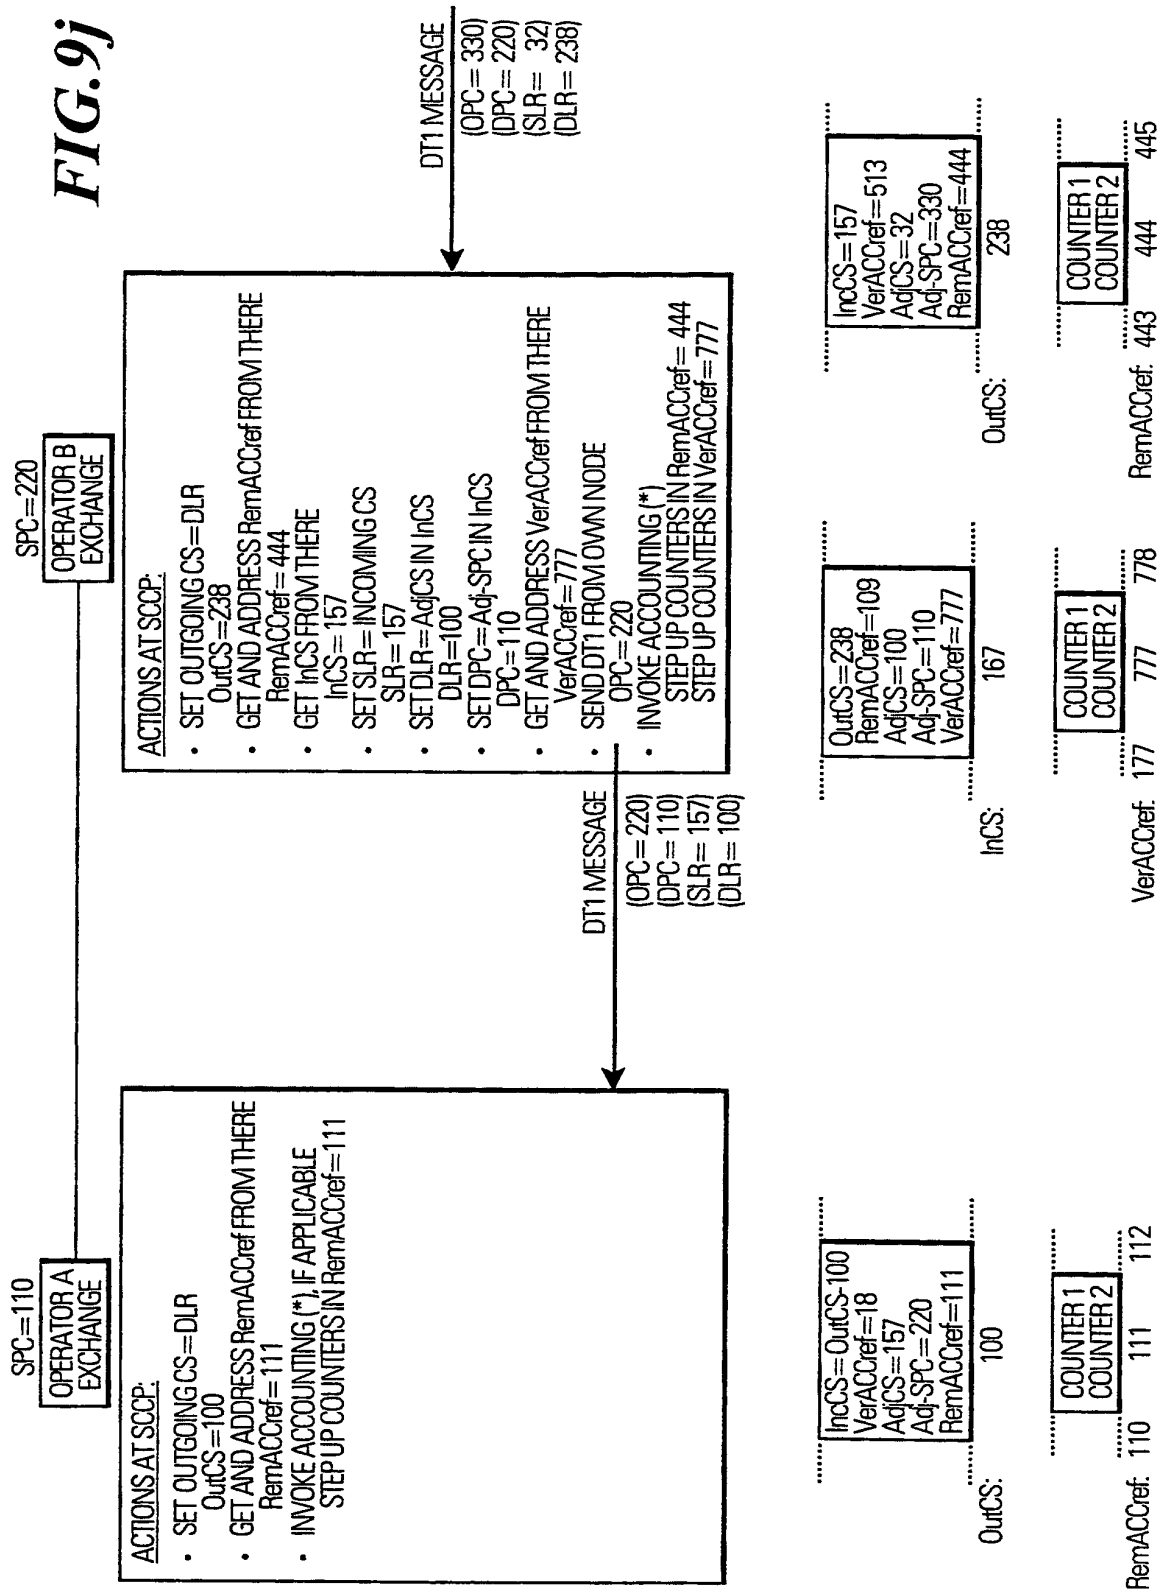 FIG.9j
SPC=110
OPERATOR A
EXCHANGE
SPC=220
OPERATOR B
EXCHANGE
ACTIONS AT SCCP:
• SET OUTGOING CS=DLR
OutCS=100
• GET AND ADDRESS RemACCref FROM THERE
RemACCref=111
• INVOKE ACCOUNTING (*), IF APPLICABLE
STEP UP COUNTERS IN RemACCref=111
ACTIONS AT SCCP:
• SET OUTGOING CS=DLR
OutCS=238
• GET AND ADDRESS RemACCref FROM THERE
RemACCref=444
• GET InCS FROM THERE
InCS=157
• SET SLR=INCOMING CS
SLR=157
• SET DLR=AdjCS IN InCS
DLR=100
• SET DPC=Adj-SPC IN InCS
DPC=110
• GET AND ADDRESS VerACCref FROM THERE
VerACCref=777
• SEND DT1 FROM OWN NODE
OPC=220
• INVOKE ACCOUNTING (*)
STEP UP COUNTERS IN RemACCref=444
STEP UP COUNTERS IN VerACCref=777
DT1 MESSAGE
(OPC=330)
(DPC=220)
(SLR= 32)
(DLR=238)
DT1 MESSAGE
(OPC=220)
(DPC=110)
(SLR=157)
(DLR=100)
IncCS=OutCS-100
VerACCref=18
AdjCS=157
Adj-SPC=220
RemACCref=111
OutCS: 100
COUNTER 1
COUNTER 2
RemACCref: 110 111 112
OutCS=238
RemACCref=109
AdjCS=100
Adj-SPC=110
VerACCref=777
InCS: 167
COUNTER 1
COUNTER 2
VerACCref: 177 777 778
IncCS=157
VerACCref=513
AdjCS=32
Adj-SPC=330
RemACCref=444
OutCS: 238
COUNTER 1
COUNTER 2
RemACCref: 443 444 445